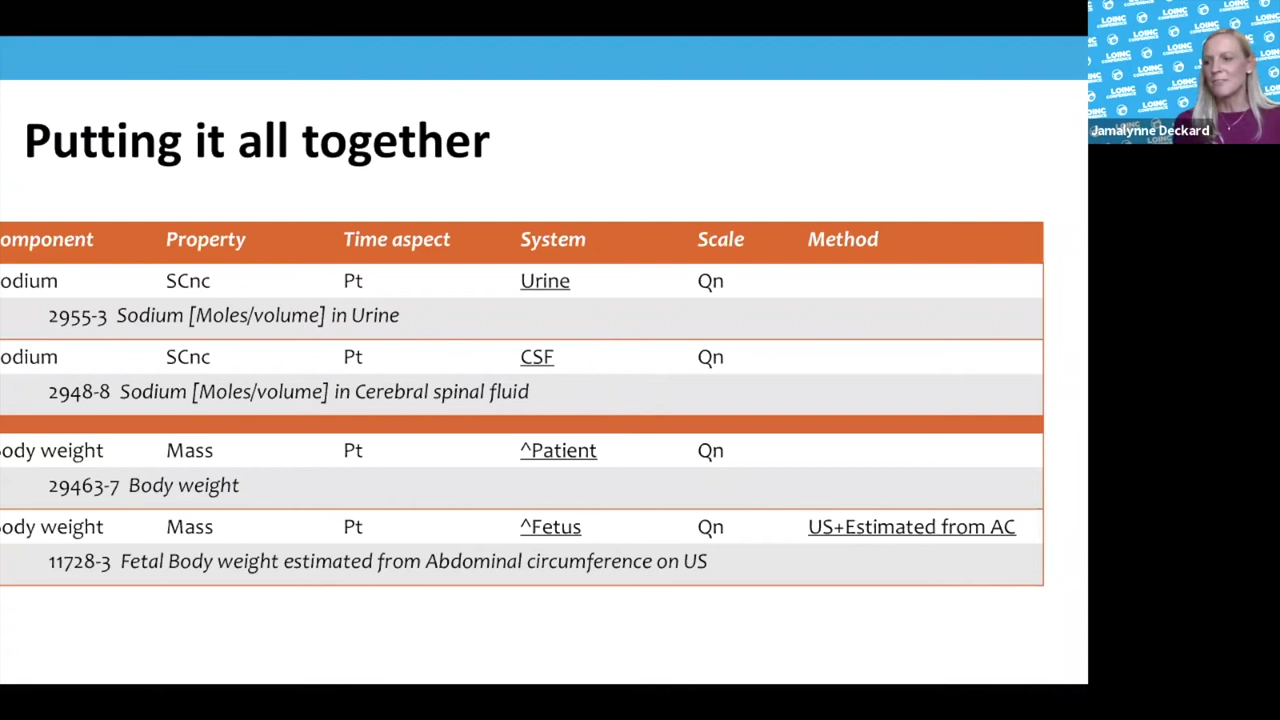 LOINC CONFERENCE
Jamalynne Deckard
Putting it all together
omponent Property Time aspect System Scale Method
odium SCnc Pt Urine Qn
2955-3 Sodium [Moles/volume] in Urine
odium SCnc Pt CSF Qn
2948-8 Sodium [Moles/volume] in Cerebral spinal fluid
ody weight Mass Pt ^Patient Qn
29463-7 Body weight
ody weight Mass Pt ^Fetus Qn US+Estimated from AC
11728-3 Fetal Body weight estimated from Abdominal circumference on US